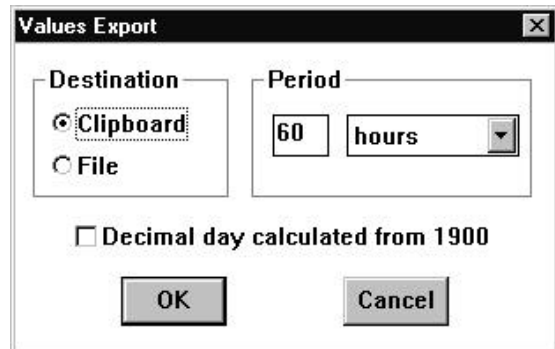 Values Export
Destination
Clipboard
File
Period
60 hours
Decimal day calculated from 1900
OK Cancel